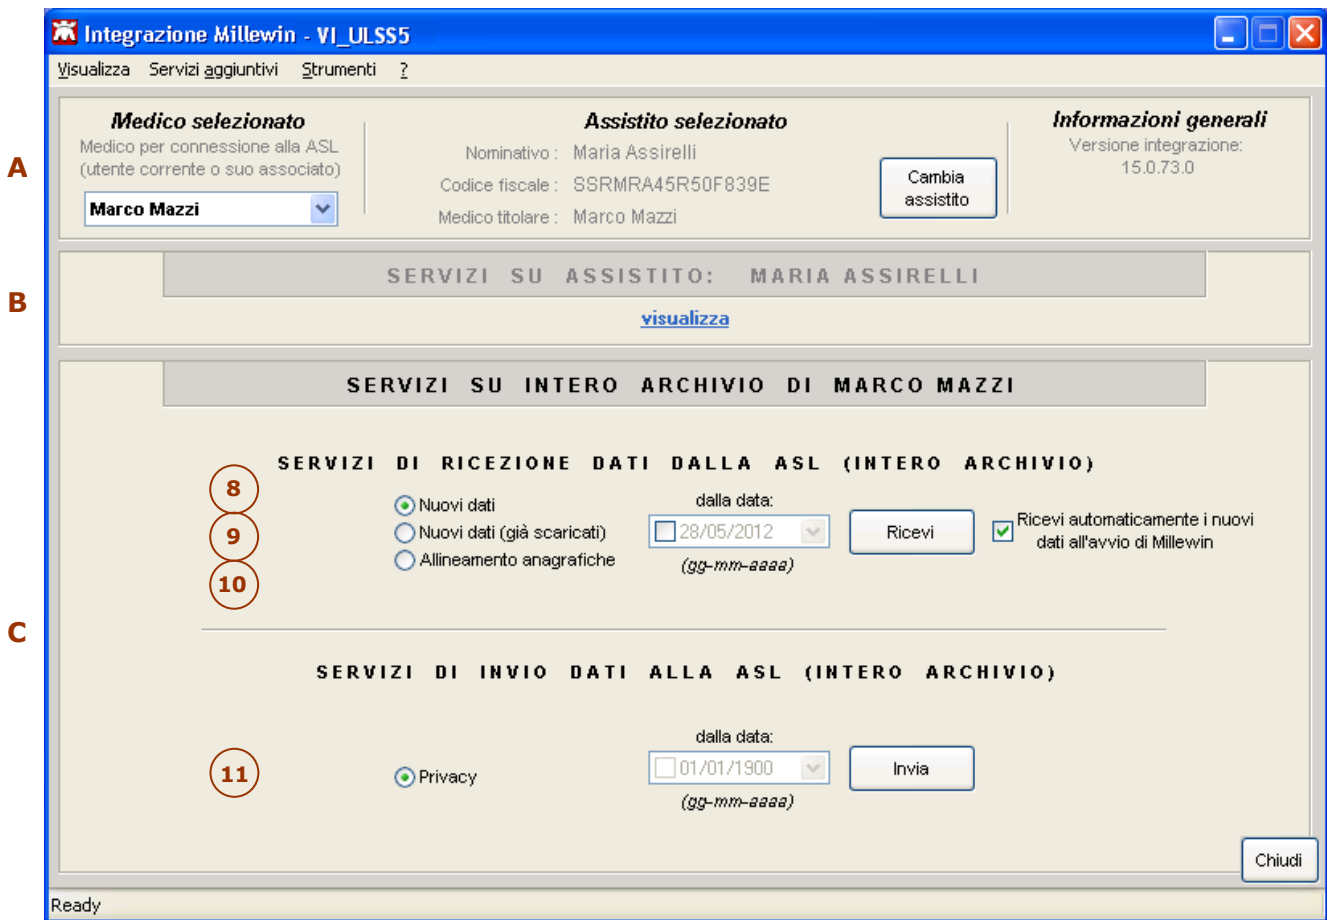 Integrazione Millewin - VI_ULSS5
Visualizza Servizi aggiuntivi Strumenti ?
A
Medico selezionato
Medico per connessione alla ASL
(utente corrente o suo associato)
Marco Mazzi
Assistito selezionato
Nominativo : Maria Assirelli
Codice fiscale : SSRMRA45R50F839E
Medico titolare : Marco Mazzi
Cambia
assistito
Informazioni generali
Versione integrazione:
15.0.73.0
B
SERVIZI SU ASSISTITO: MARIA ASSIRELLI
visualizza
C
SERVIZI SU INTERO ARCHIVIO DI MARCO MAZZI
SERVIZI DI RICEZIONE DATI DALLA ASL (INTERO ARCHIVIO)
8
Nuovi dati
9
Nuovi dati (già scaricati)
10
Allineamento anagrafiche
dalla data:
28/05/2012
(gg-mm-aaaa)
Ricevi
Ricevi automaticamente i nuovi
dati all'avvio di Millewin
SERVIZI DI INVIO DATI ALLA ASL (INTERO ARCHIVIO)
11
Privacy
dalla data:
01/01/1900
(gg-mm-aaaa)
Invia
Chiudi
Ready